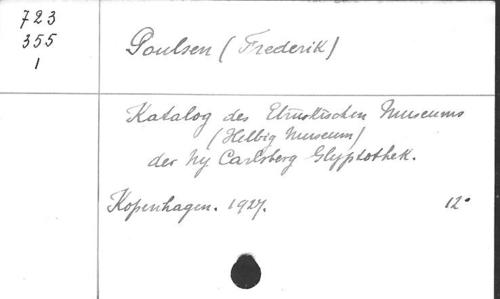 723
355
1
Poulsen (Frederik)
Katalog des Etruskischen Museums
(Helbig Museum)
der Ny Carlsberg Glyptothek.
Kopenhagen. 1927.
12°